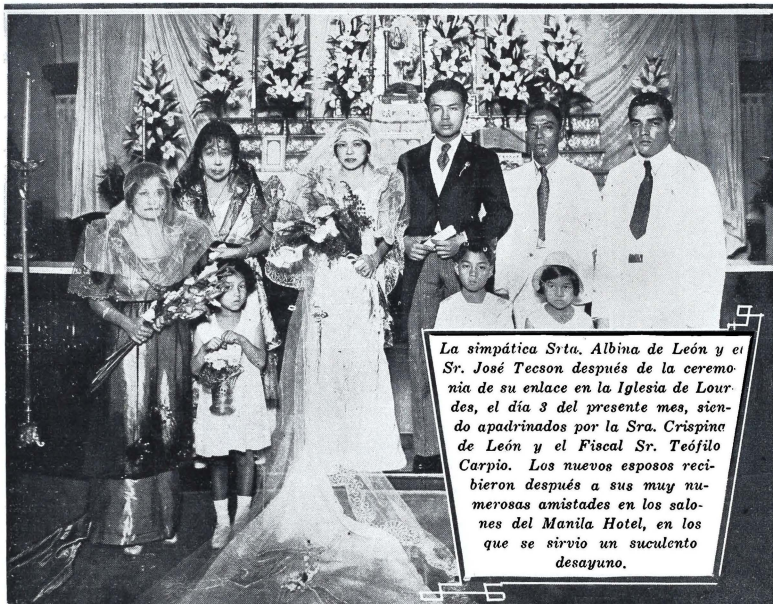 La simpática Srta. Albina de León y el
Sr. José Tecson después de la ceremo
nia de su enlace en la Iglesia de Lour-
des, el día 3 del presente mes, sien-
do apadrinados por la Sra. Crispina
de León y el Fiscal Sr. Teófilo
Carpio. Los nuevos esposos reci-
bieron después a sus muy nu-
merosas amistades en los salo-
nes del Manila Hotel, en los
que se sirvio un suculento
desayuno.